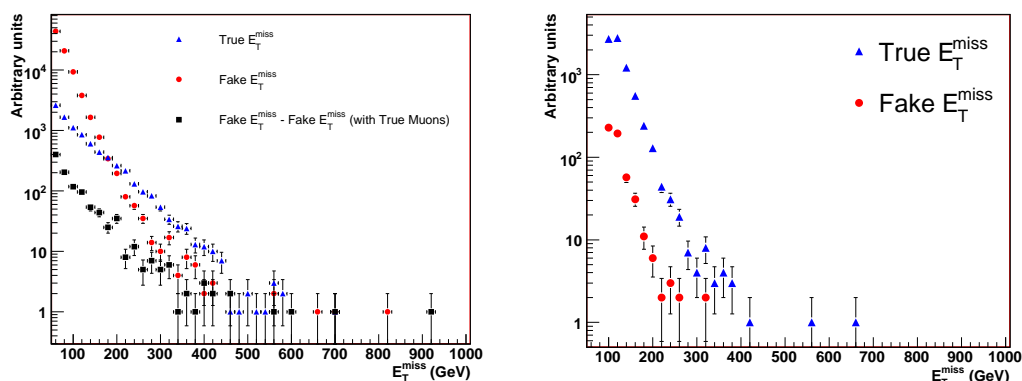 Arbitrary units
10^4
10^3
10^2
10
1
True E_T^miss
Fake E_T^miss
Fake E_T^miss - Fake E_T^miss (with True Muons)
100 200 300 400 500 600 700 800 900 1000
E_T^miss (GeV)
Arbitrary units
10^3
10^2
10
1
True E_T^miss
Fake E_T^miss
100 200 300 400 500 600 700 800 900 1000
E_T^miss (GeV)